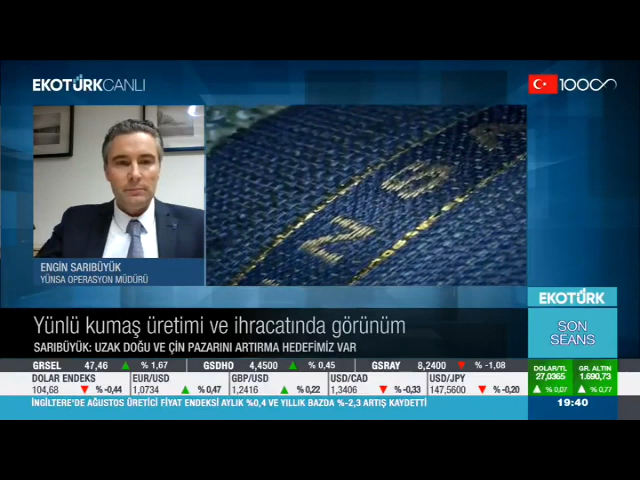 EKOTÜRK CANLI
1000
NG
ENGİN SARIBÜYÜK
YÜNSA OPERASYON MÜDÜRÜ
EKOTÜRK
SON
SEANS
Yünlü kumaş üretimi ve ihracatında görünüm
SARIBÜYÜK: UZAK DOĞU VE ÇİN PAZARINI ARTIRMA HEDEFİMİZ VAR
GRSEL 47,46 % 1,67 GSDHO 4,4500 % 0,45 GSRAY 8,2400 % -1,08
DOLAR ENDEKS EUR/USD GBP/USD USD/CAD USD/JPY
104,68 %-0,44 1,0734 % 0,47 1,2416 % 0,22 1,3406 %-0,33 147,5600 %-0,20
DOLAR/TL GR. ALTIN
27,0365 1.690,73
% 0,07 % 0,77
İNGİLTERE'DE AĞUSTOS ÜRETİCİ FİYAT ENDEKSİ AYLIK %0,4 VE YILLIK BAZDA %-2,3 ARTIŞ KAYDETTİ
19:40